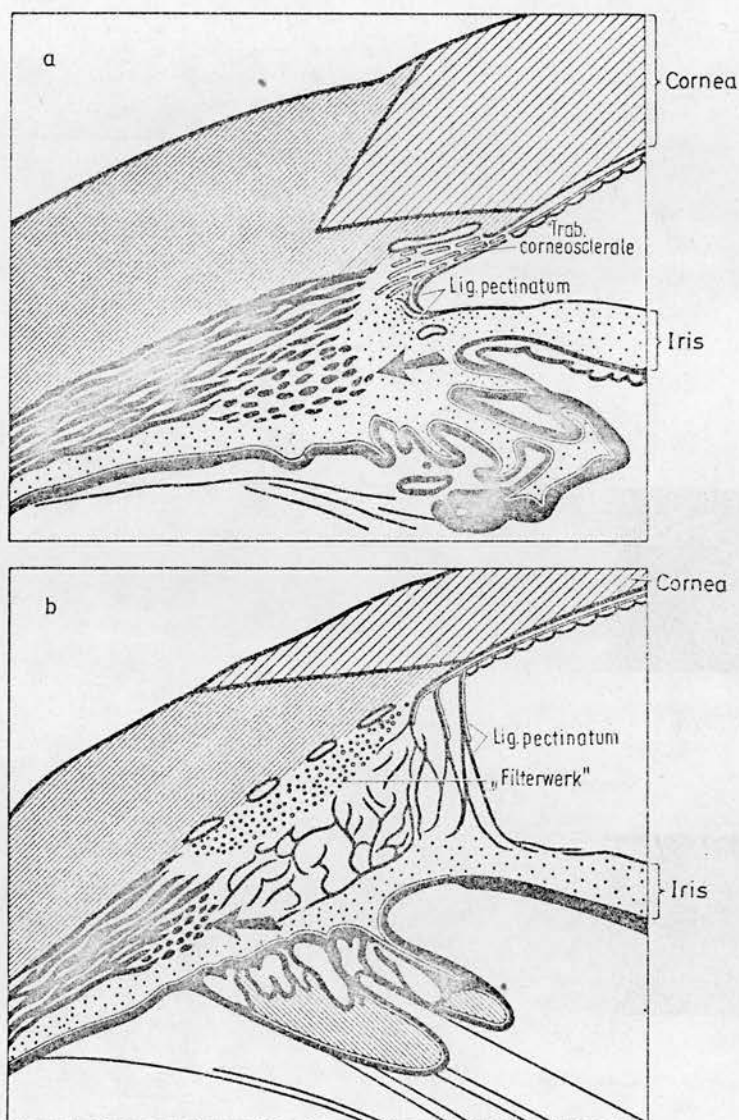 a
Cornea
Trab.
corneosclerale
Lig. pectinatum
Iris
b
Cornea
Lig. pectinatum
„Filterwerk"
Iris